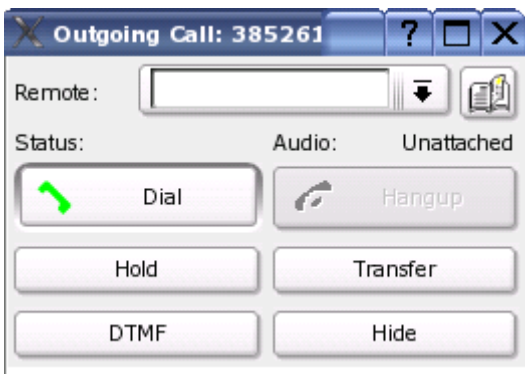 Outgoing Call: 385261 ?
Remote:
Status: Audio: Unattached
Dial Hangup
Hold Transfer
DTMF Hide